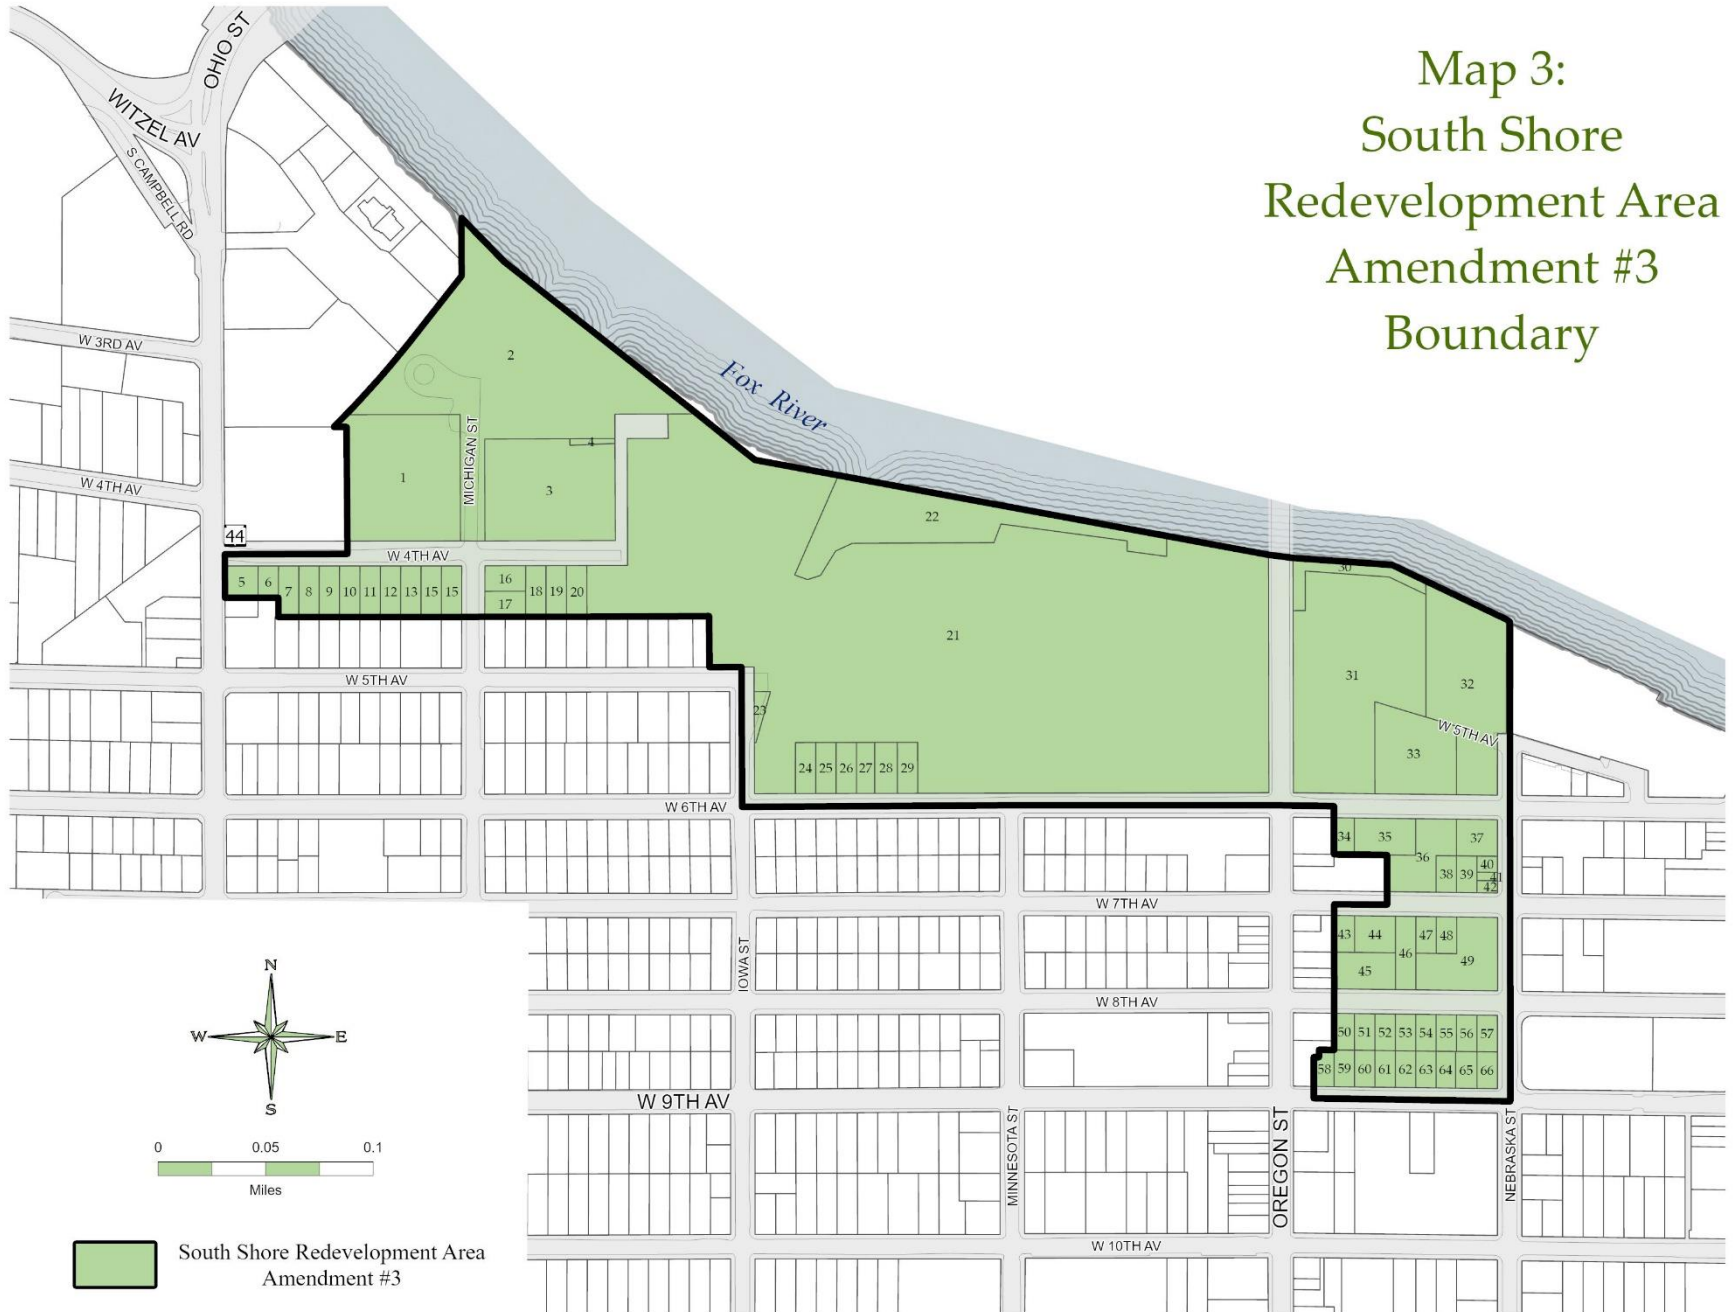 Map 3:
South Shore
Redevelopment Area
Amendment #3
Boundary
OHIO ST
WITZEL AV
S CAMPBELL RD
W 3RD AV
W 4TH AV
44
Fox River
MICHIGAN ST
2
1
4
3
W 4TH AV
5 6 7 8 9 10 11 12 13 15 15
16
17
18 19 20
22
21
23
24 25 26 27 28 29
30
31
32
33
W 5TH AV
W 5TH AV
W 6TH AV
34 35 36 37
38 39 40
41
42
W 7TH AV
43 44 46 47 48
45 49
IOWA ST
W 8TH AV
50 51 52 53 54 55 56 57
58 59 60 61 62 63 64 65 66
W 9TH AV
MINNESOTA ST
OREGON ST
NEBRASKA ST
W 10TH AV
N
W E
S
0 0.05 0.1
Miles
South Shore Redevelopment Area
Amendment #3